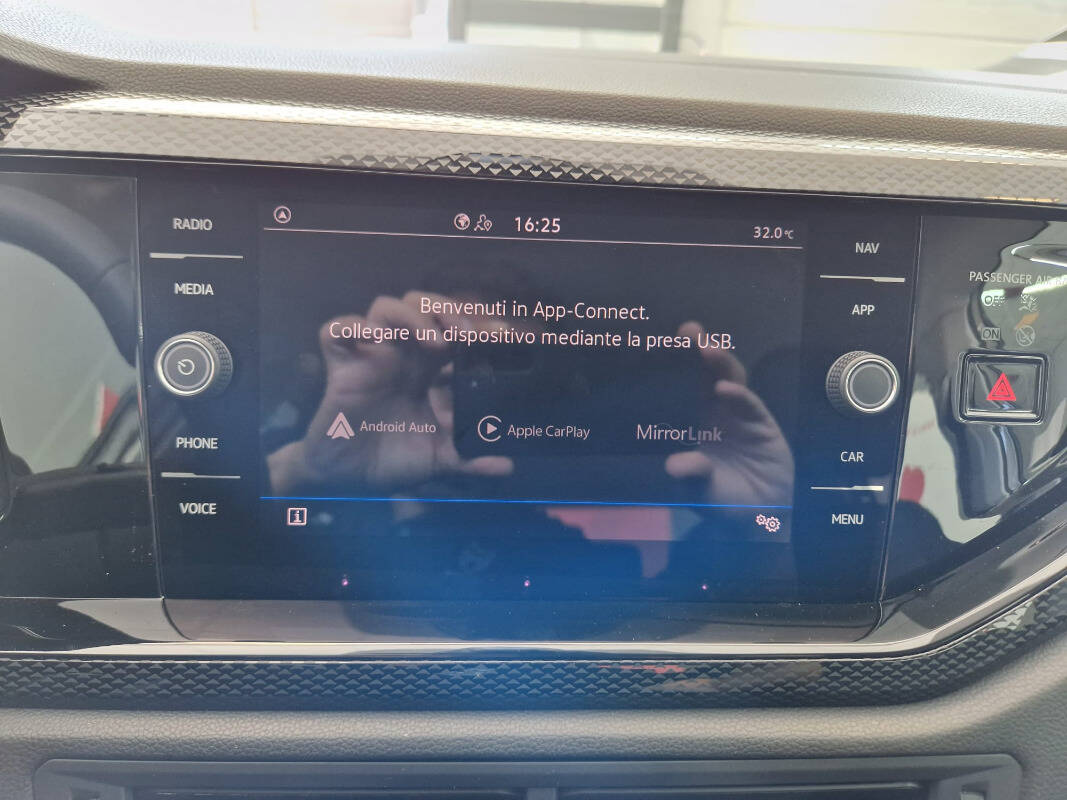 RADIO
MEDIA
PHONE
VOICE
16:25
32.0 °C
Benvenuti in App-Connect.
Collegare un dispositivo mediante la presa USB.
Android Auto
Apple CarPlay
MirrorLink
i
NAV
APP
CAR
MENU
PASSENGER AIR
OFF
ON